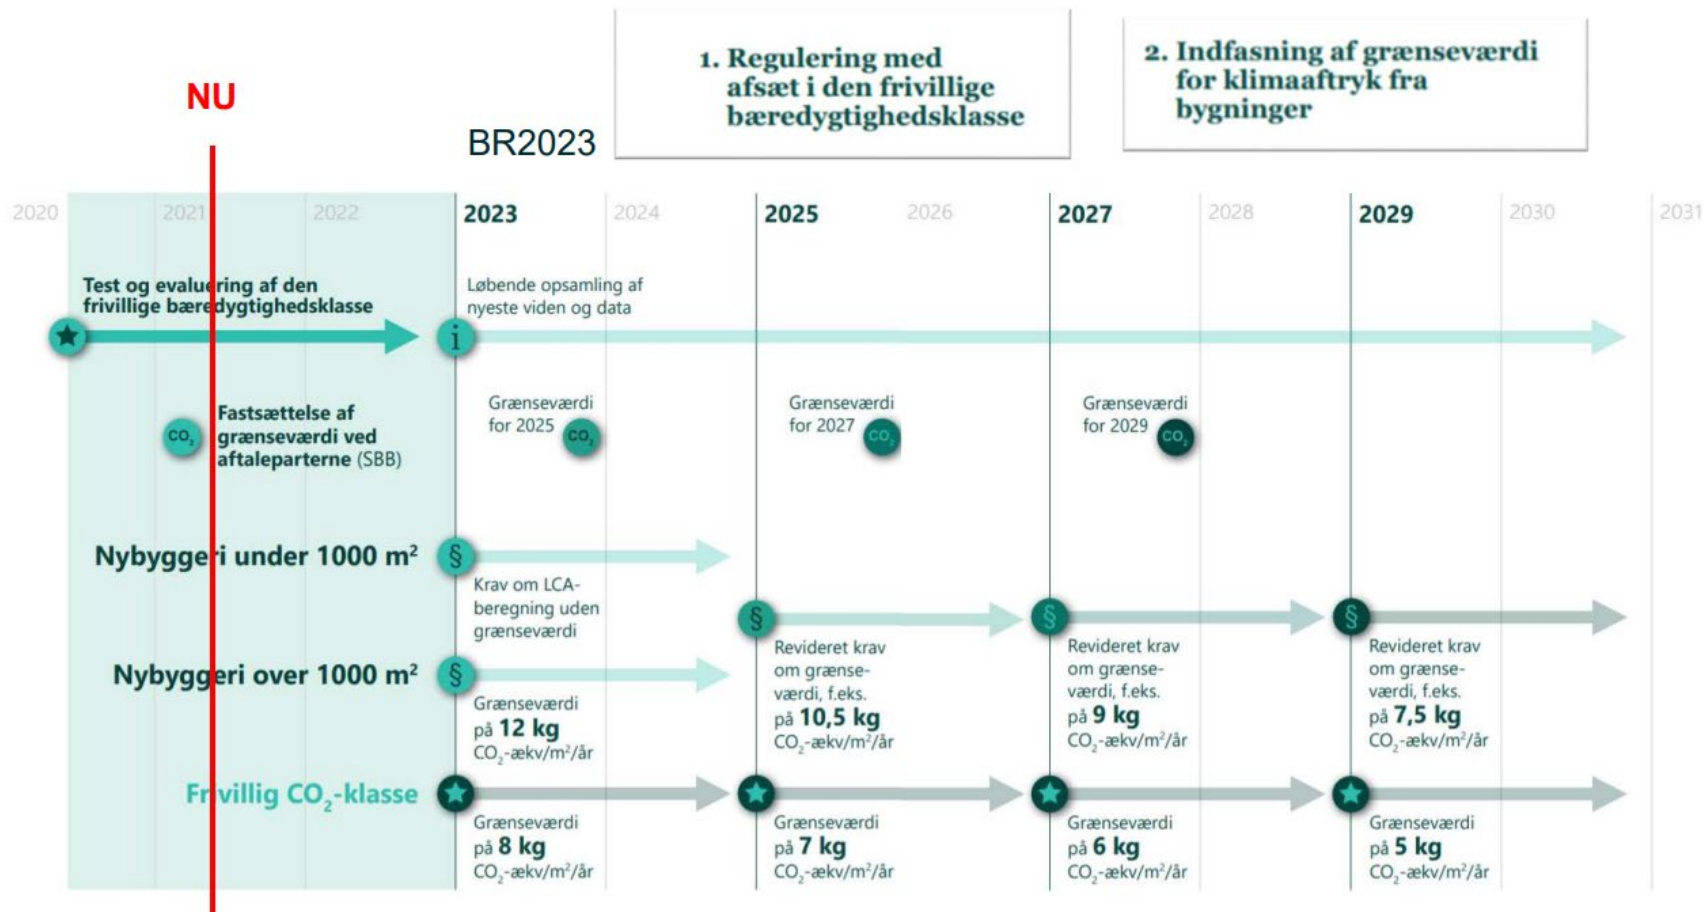 1. Regulering med
afsæt i den frivillige
bæredygtighedsklasse
2. Indfasning af grænseværdi
for klimaaftryk fra
bygninger
NU
BR2023
2020
2021
2022
2023
2024
2025
2026
2027
2028
2029
2030
2031
Test og evaluering af den
frivillige bæredygtighedsklasse
i
Løbende opsamling af
nyeste viden og data
CO₂
Fastsættelse af
grænseværdi ved
aftaleparterne (SBB)
Grænseværdi
for 2025
CO₂
Grænseværdi
for 2027
CO₂
Grænseværdi
for 2029
CO₂
Nybyggeri under 1000 m²
§
Krav om LCA-
beregning uden
grænseværdi
Nybyggeri over 1000 m²
§
Grænseværdi
på 12 kg
CO₂-ækv/m²/år
§
Revideret krav
om grænse-
værdi, f.eks.
på 10,5 kg
CO₂-ækv/m²/år
§
Revideret krav
om grænse-
værdi, f.eks.
på 9 kg
CO₂-ækv/m²/år
§
Revideret krav
om grænse-
værdi, f.eks.
på 7,5 kg
CO₂-ækv/m²/år
Frivillig CO₂-klasse
Grænseværdi
på 8 kg
CO₂-ækv/m²/år
Grænseværdi
på 7 kg
CO₂-ækv/m²/år
Grænseværdi
på 6 kg
CO₂-ækv/m²/år
Grænseværdi
på 5 kg
CO₂-ækv/m²/år